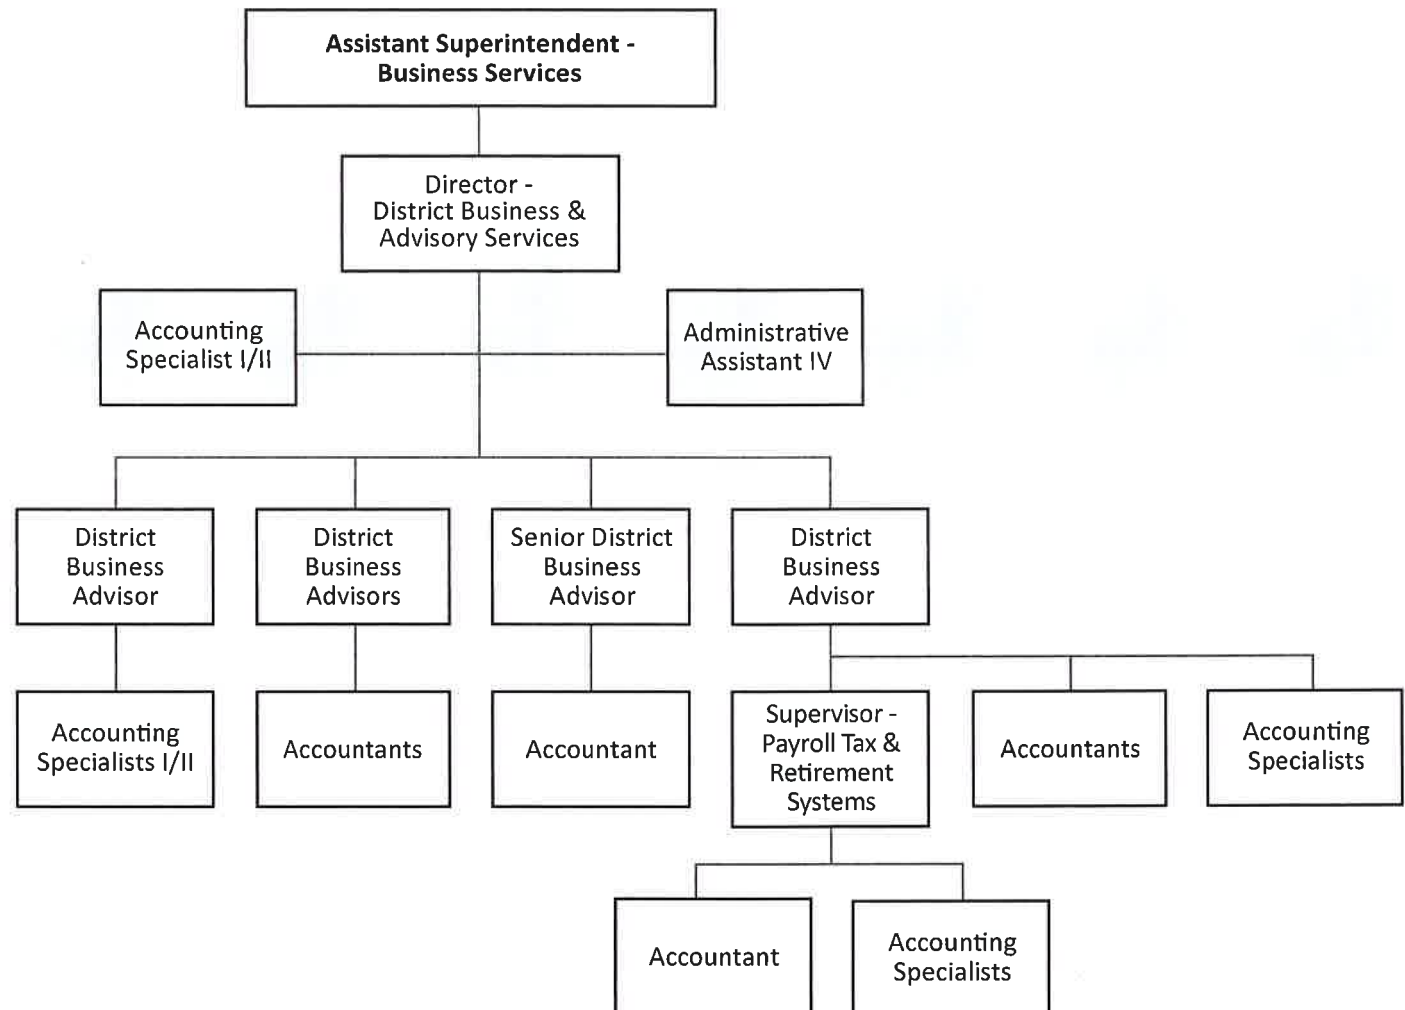 Assistant Superintendent -
Business Services
Director -
District Business &
Advisory Services
Accounting
Specialist I/II
Administrative
Assistant IV
District
Business
Advisor
District
Business
Advisors
Senior District
Business
Advisor
District
Business
Advisor
Accounting
Specialists I/II
Accountants
Accountant
Supervisor -
Payroll Tax &
Retirement
Systems
Accountants
Accounting
Specialists
Accountant
Accounting
Specialists